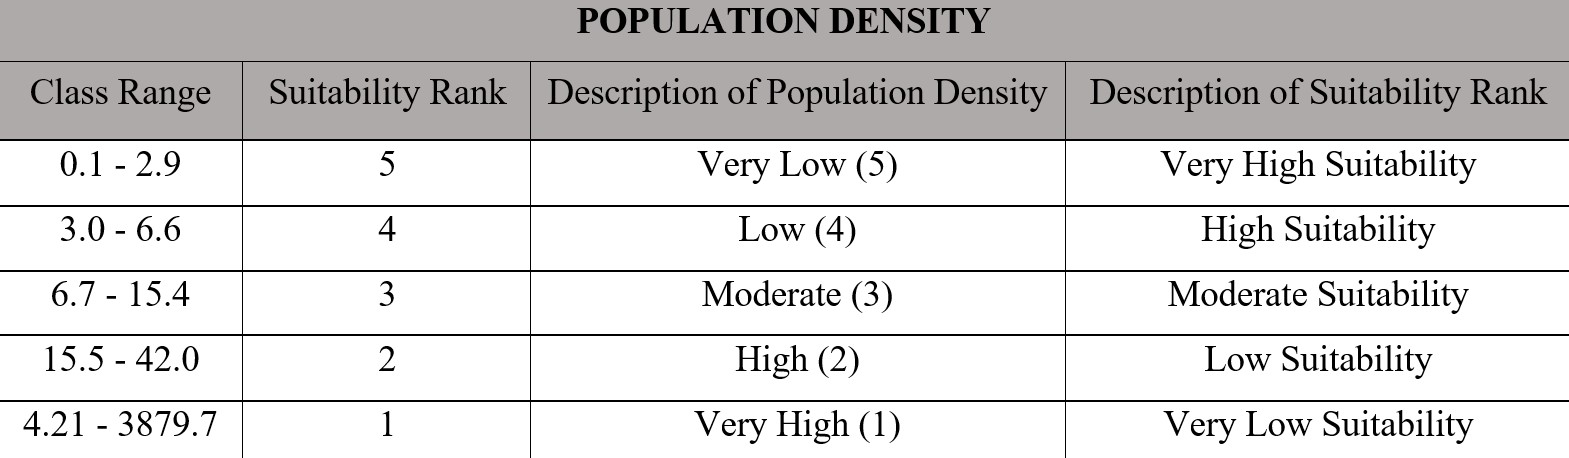 POPULATION DENSITY
Class Range Suitability Rank Description of Population Density Description of Suitability Rank
0.1 - 2.9 5 Very Low (5) Very High Suitability
3.0 - 6.6 4 Low (4) High Suitability
6.7 - 15.4 3 Moderate (3) Moderate Suitability
15.5 - 42.0 2 High (2) Low Suitability
4.21 - 3879.7 1 Very High (1) Very Low Suitability